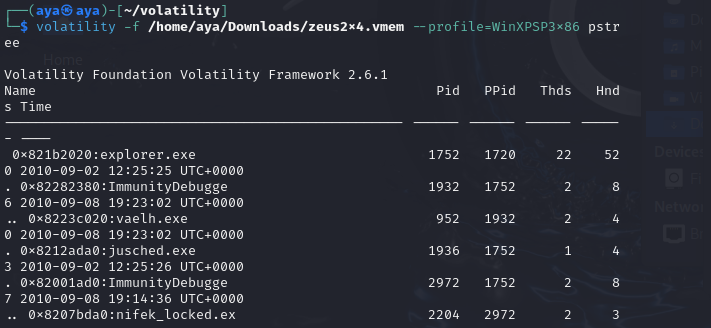 ┌──(aya㉿aya)-[~/volatility]
└─$ volatility -f /home/aya/Downloads/zeus2×4.vmem --profile=WinXPSP3×86 pstr
ee
Volatility Foundation Volatility Framework 2.6.1
Name                                                  Pid   PPid   Thds   Hnd
s Time
-------------------------------------------------- ------ ------ ------ -----
- ----
 0×821b2020:explorer.exe                             1752   1720     22    52
0 2010-09-02 12:25:25 UTC+0000
. 0×82282380:ImmunityDebugge                         1932   1752      2     8
6 2010-09-08 19:23:02 UTC+0000
.. 0×8223c020:vaelh.exe                               952   1932      2     4
0 2010-09-08 19:23:02 UTC+0000
. 0×8212ada0:jusched.exe                             1936   1752      1     4
3 2010-09-02 12:25:26 UTC+0000
. 0×82001ad0:ImmunityDebugge                         2972   1752      2     8
7 2010-09-08 19:14:36 UTC+0000
.. 0×8207bda0:nifek_locked.ex                        2204   2972      2     3